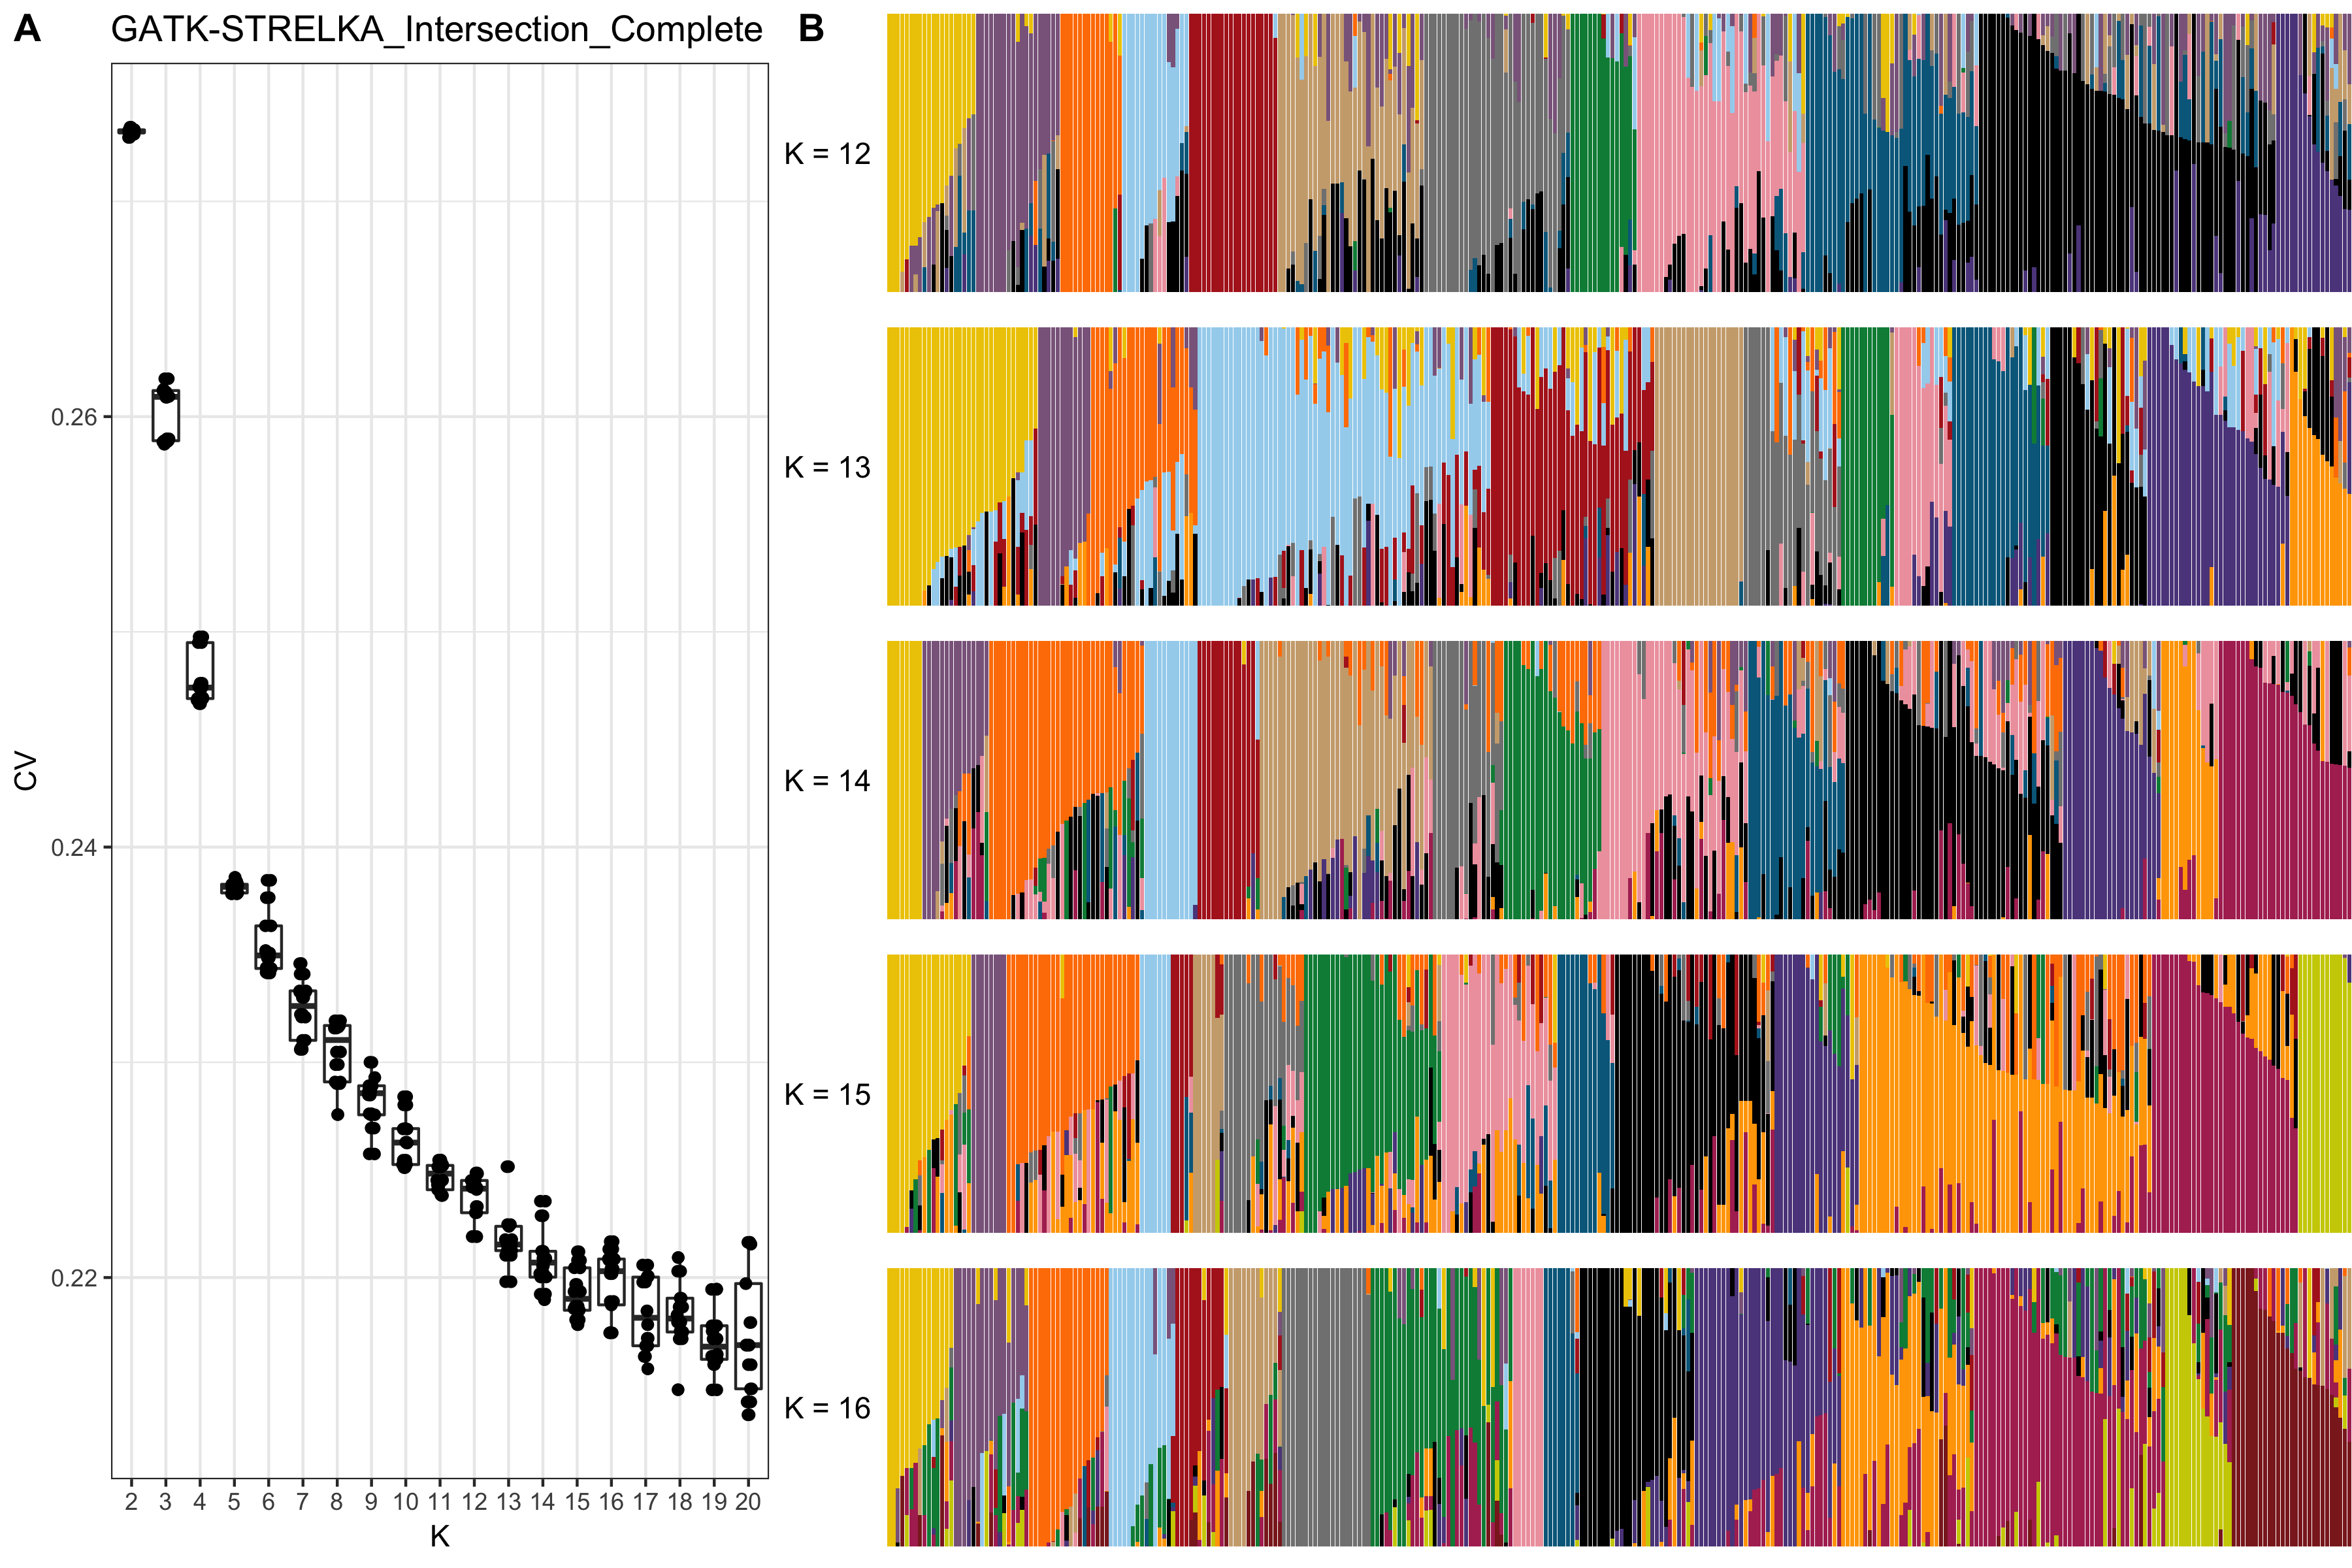 A GATK-STRELKA_Intersection_Complete
B
CV
0.26
0.24
0.22
2 3 4 5 6 7 8 9 10 11 12 13 14 15 16 17 18 19 20
K
K = 12
K = 13
K = 14
K = 15
K = 16